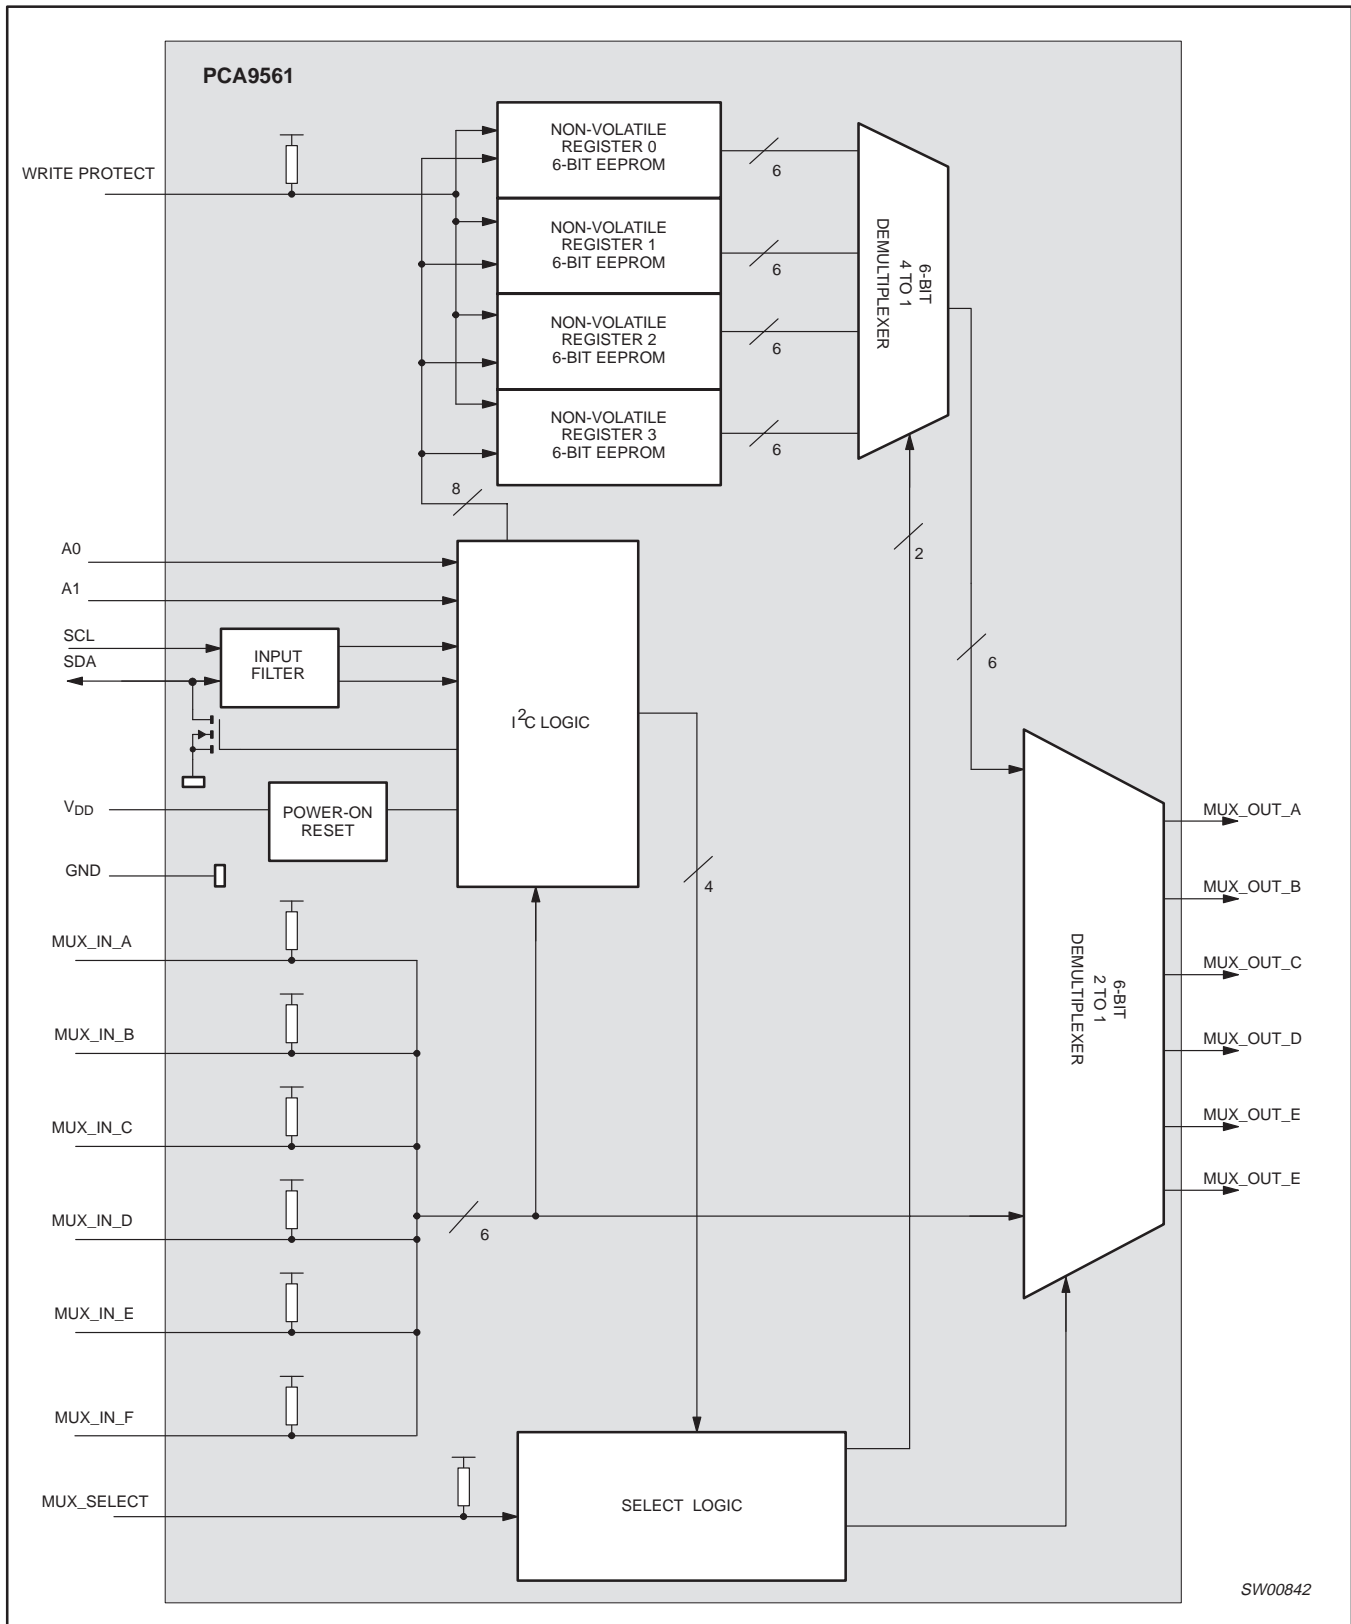 PCA9561
WRITE PROTECT
NON-VOLATILE
REGISTER 0
6-BIT EEPROM
6
NON-VOLATILE
REGISTER 1
6-BIT EEPROM
6
NON-VOLATILE
REGISTER 2
6-BIT EEPROM
6
NON-VOLATILE
REGISTER 3
6-BIT EEPROM
6
6-BIT
4 TO 1
DEMULTIPLEXER
8
2
6
A0
A1
SCL
SDA
INPUT
FILTER
I2C LOGIC
VDD
POWER-ON
RESET
GND
4
MUX_IN_A
MUX_IN_B
MUX_IN_C
MUX_IN_D
6
MUX_IN_E
MUX_IN_F
MUX_SELECT
SELECT LOGIC
6-BIT
2 TO 1
DEMULTIPLEXER
MUX_OUT_A
MUX_OUT_B
MUX_OUT_C
MUX_OUT_D
MUX_OUT_E
MUX_OUT_E
SW00842